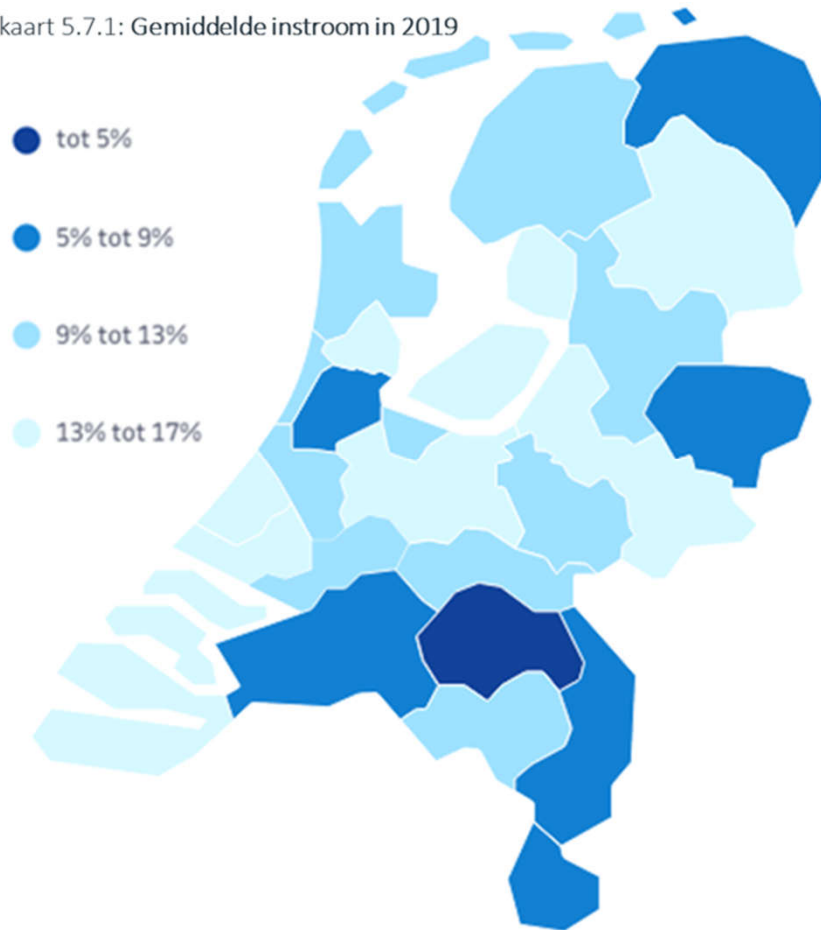 kaart 5.7.1: Gemiddelde instroom in 2019
tot 5%
5% tot 9%
9% tot 13%
13% tot 17%